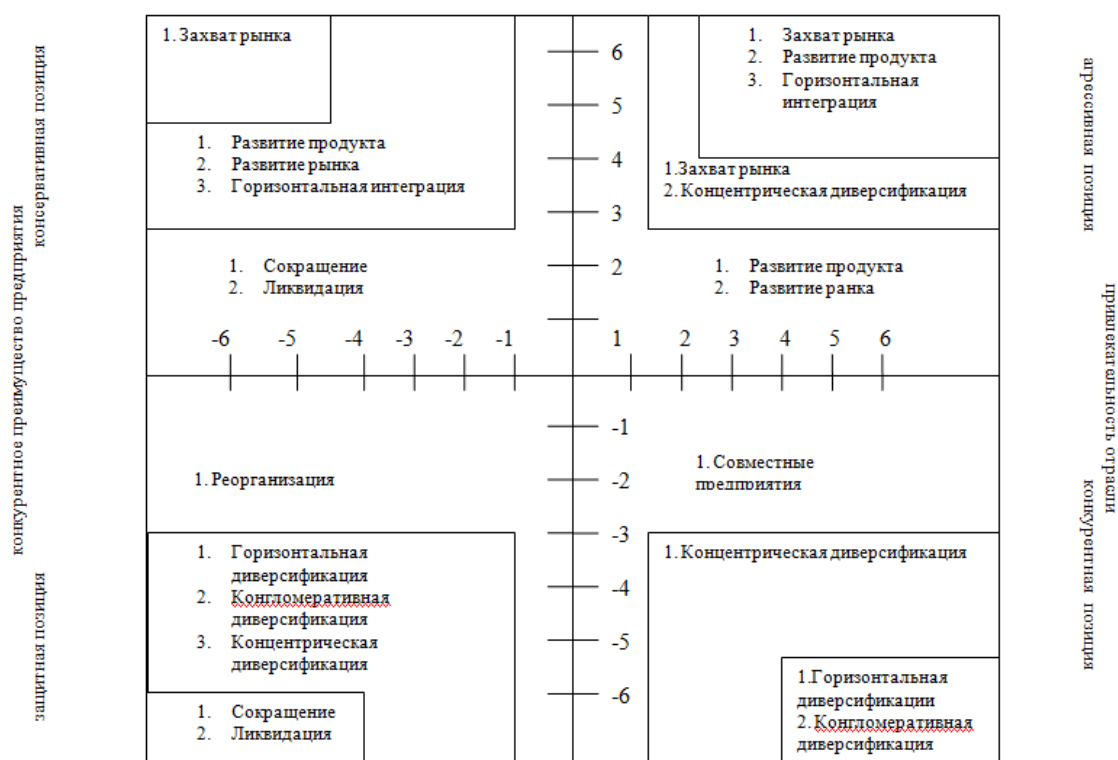 1. Захват рынка
1. Развитие продукта
2. Развитие рынка
3. Горизонтальная интеграция
1. Сокращение
2. Ликвидация
1. Захват рынка
2. Развитие продукта
3. Горизонтальная
интеграция
1.Захват рынка
2. Концентрическая диверсификация
1. Развитие продукта
2. Развитие ранка
6
5
4
3
2
-6 -5 -4 -3 -2 -1 1 2 3 4 5 6
-1
-2
-3
-4
-5
-6
1. Реорганизация
1. Горизонтальная
диверсификация
2. Конгломеративная
диверсификация
3. Концентрическая
диверсификация
1. Сокращение
2. Ликвидация
1. Совместные
предприятия
1. Концентрическая диверсификация
1.Горизонтальная
диверсификации
2. Конгломеративная
диверсификация
консервативная позиция
конкурентное преимущество предприятия
защитная позиция
агрессивная позиция
привлекательность отрасли
конкурентная позиция